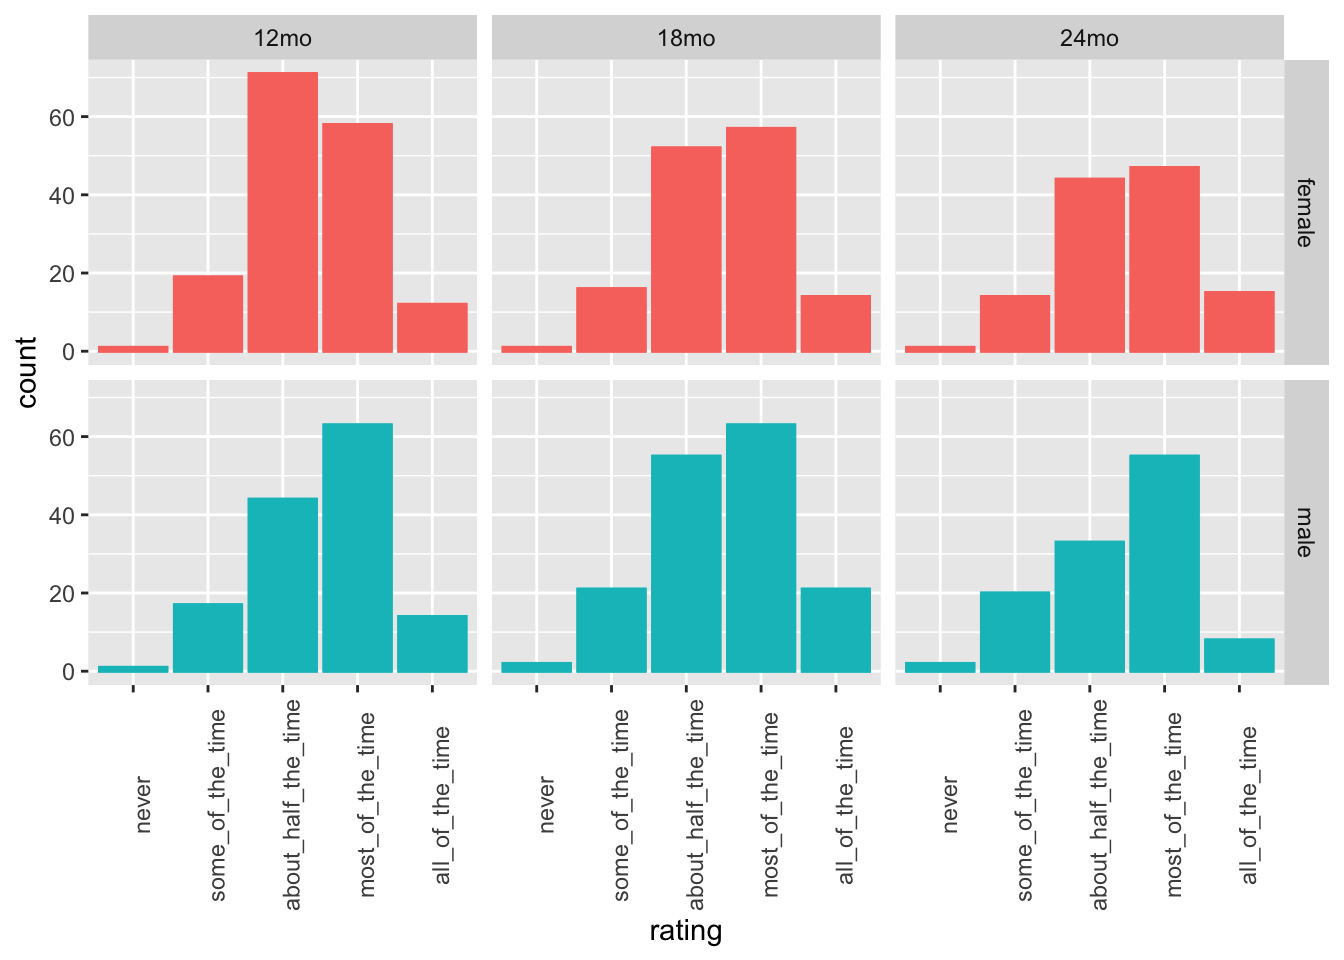 12mo
18mo
24mo
60
40
20
0
female
60
40
20
0
male
count
never
some_of_the_time
about_half_the_time
most_of_the_time
all_of_the_time
never
some_of_the_time
about_half_the_time
most_of_the_time
all_of_the_time
never
some_of_the_time
about_half_the_time
most_of_the_time
all_of_the_time
rating